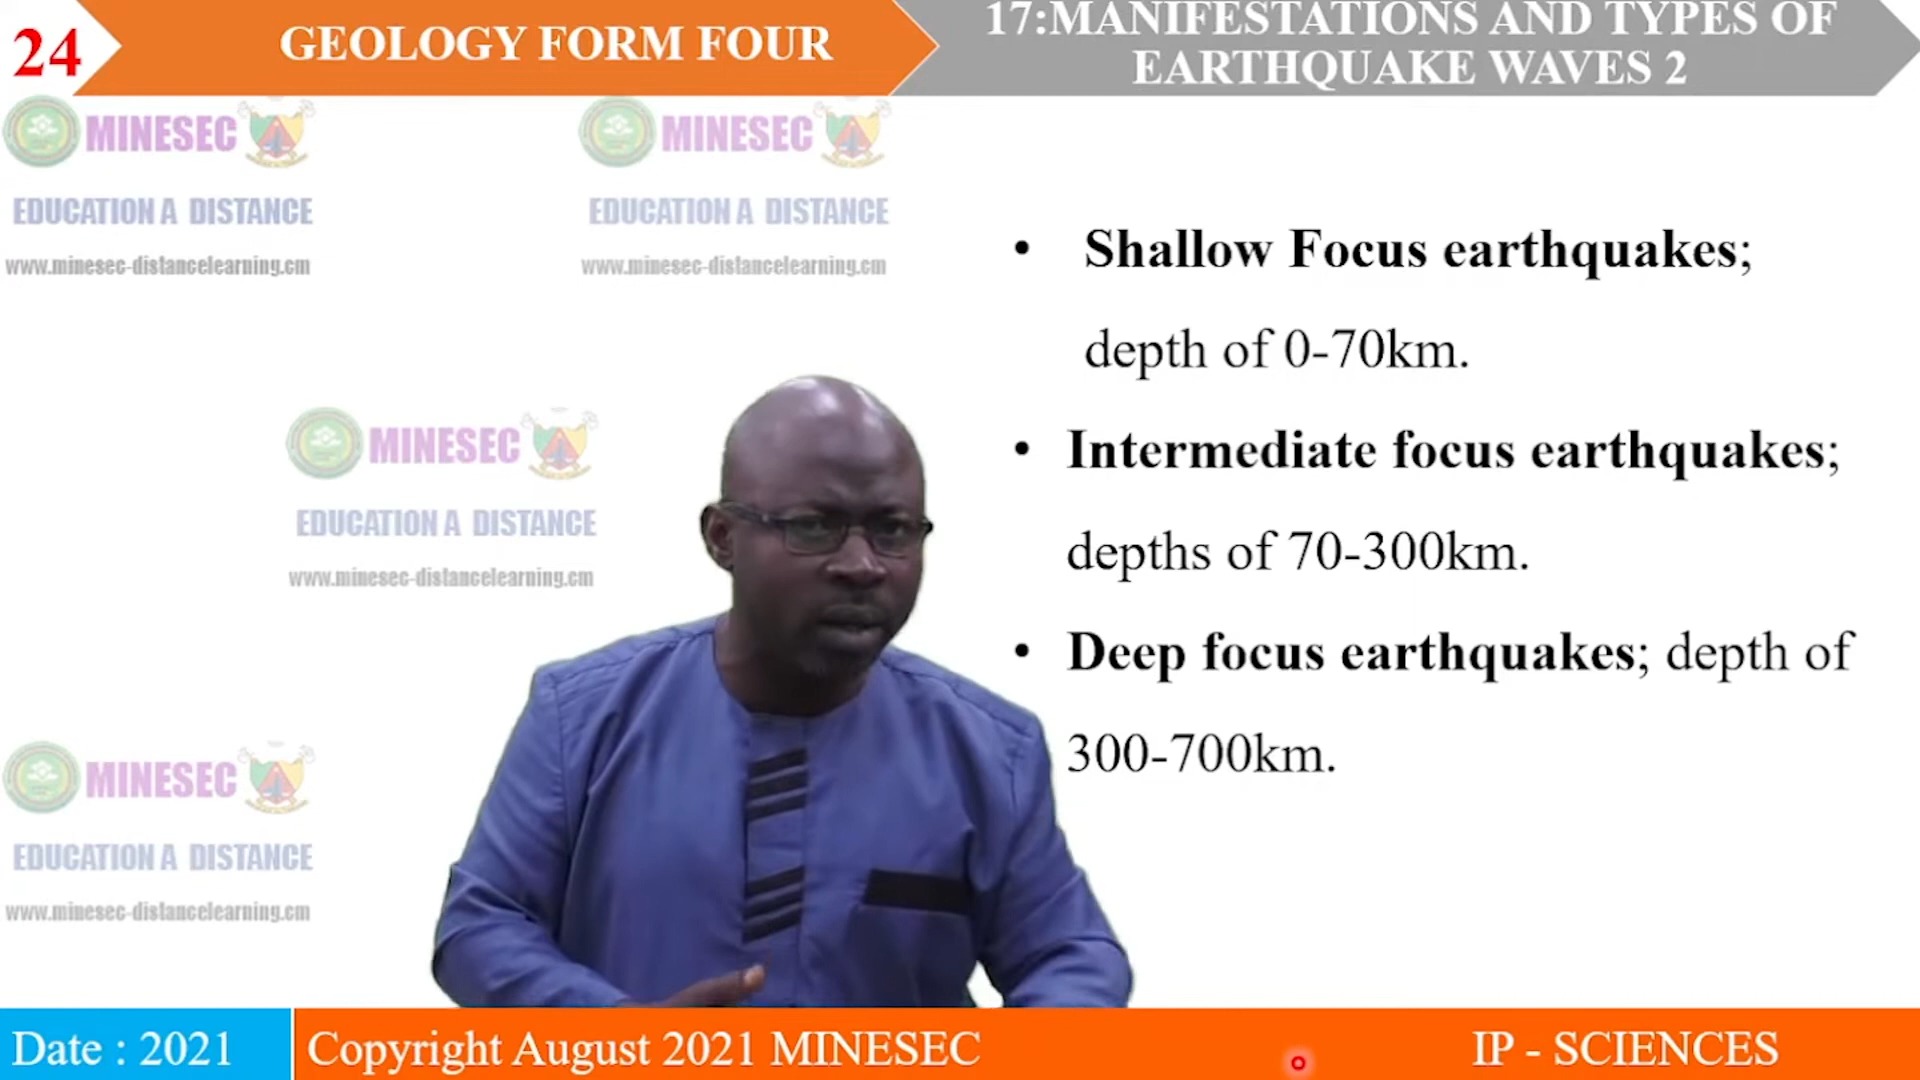 24
GEOLOGY FORM FOUR
17:MANIFESTATIONS AND TYPES OF
EARTHQUAKE WAVES 2
MINESEC
EDUCATION A DISTANCE
www.minesec-distancelearning.cm
MINESEC
EDUCATION A DISTANCE
www.minesec-distancelearning.cm
• Shallow Focus earthquakes;
depth of 0-70km.
• Intermediate focus earthquakes;
depths of 70-300km.
• Deep focus earthquakes; depth of
300-700km.
MINESEC
EDUCATION A DISTANCE
www.minesec-distancelearning.cm
MINESEC
EDUCATION A DISTANCE
www.minesec-distancelearning.cm
Date : 2021
Copyright August 2021 MINESEC
IP - SCIENCES